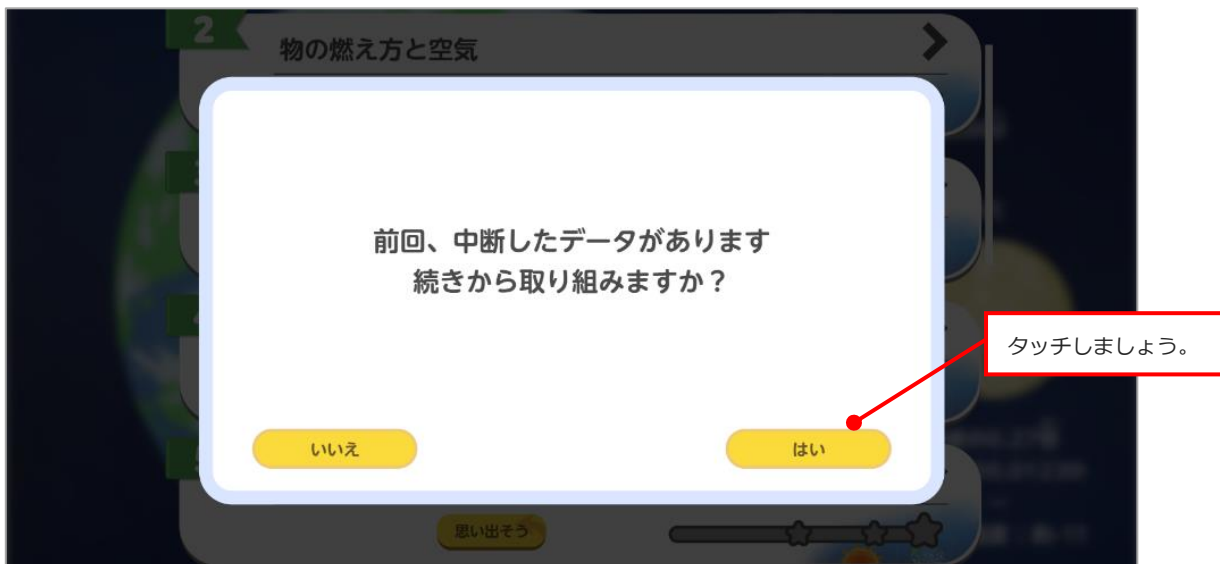 2
物の燃え方と空気
前回、中断したデータがあります
続きから取り組みますか？
タッチしましょう。
いいえ
はい
思い出そう